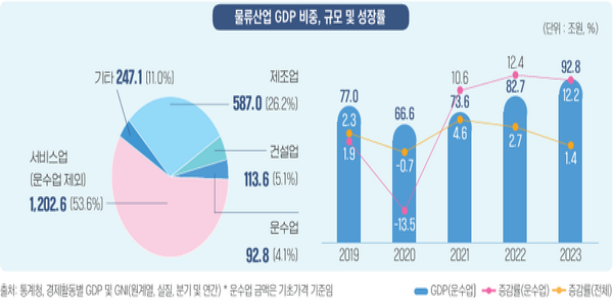 물류산업 GDP 비중, 규모 및 성장률
(단위 : 조원, %)
기타 247.1 (11.0%)
제조업
587.0 (26.2%)
건설업
113.6 (5.1%)
운수업
92.8 (4.1%)
서비스업
(운수업 제외)
1,202.6 (53.6%)
77.0
2.3
1.9
66.6
-0.7
-13.5
10.6
73.6
4.6
12.4
82.7
2.7
92.8
12.2
1.4
2019 2020 2021 2022 2023
출처: 통계청, 경제활동별 GDP 및 GNI(원계열, 실질, 분기 및 연간) * 운수업 금액은 기초가격 기준임
GDP(운수업) 증감률(운수업) 증감률(전체)